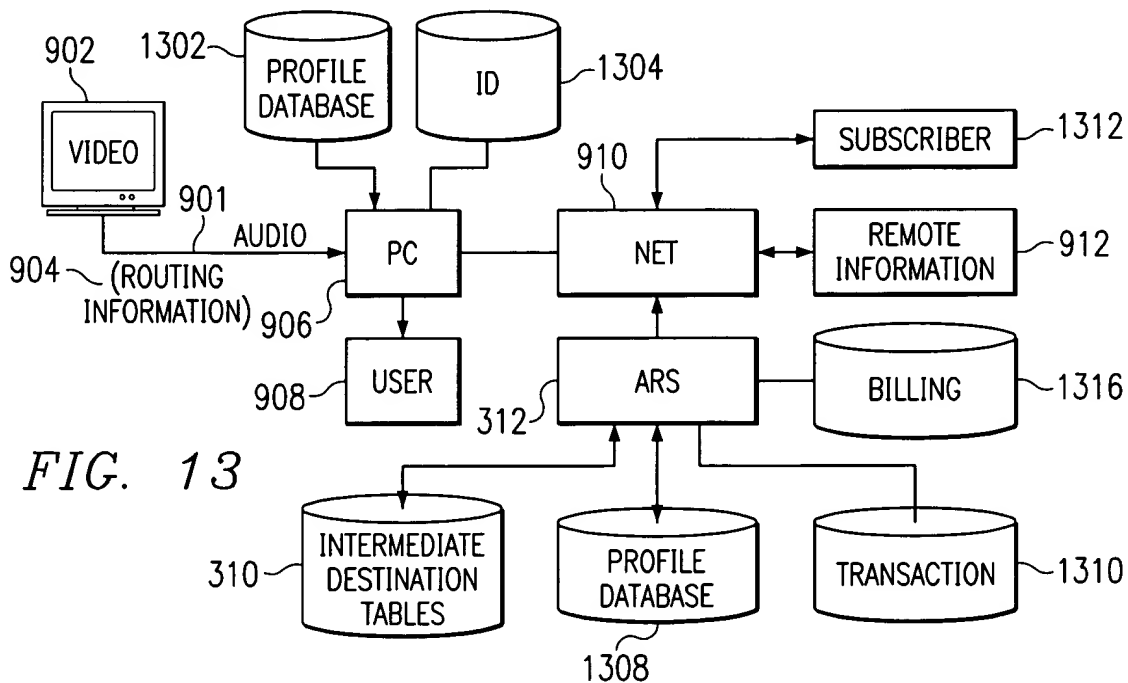 1302
902
PROFILE
DATABASE
ID
1304
VIDEO
910
SUBSCRIBER
1312
901
AUDIO
PC
NET
REMOTE
INFORMATION
912
904
(ROUTING
INFORMATION)
906
USER
908
ARS
312
BILLING
1316
FIG. 13
INTERMEDIATE
DESTINATION
TABLES
310
PROFILE
DATABASE
1308
TRANSACTION
1310